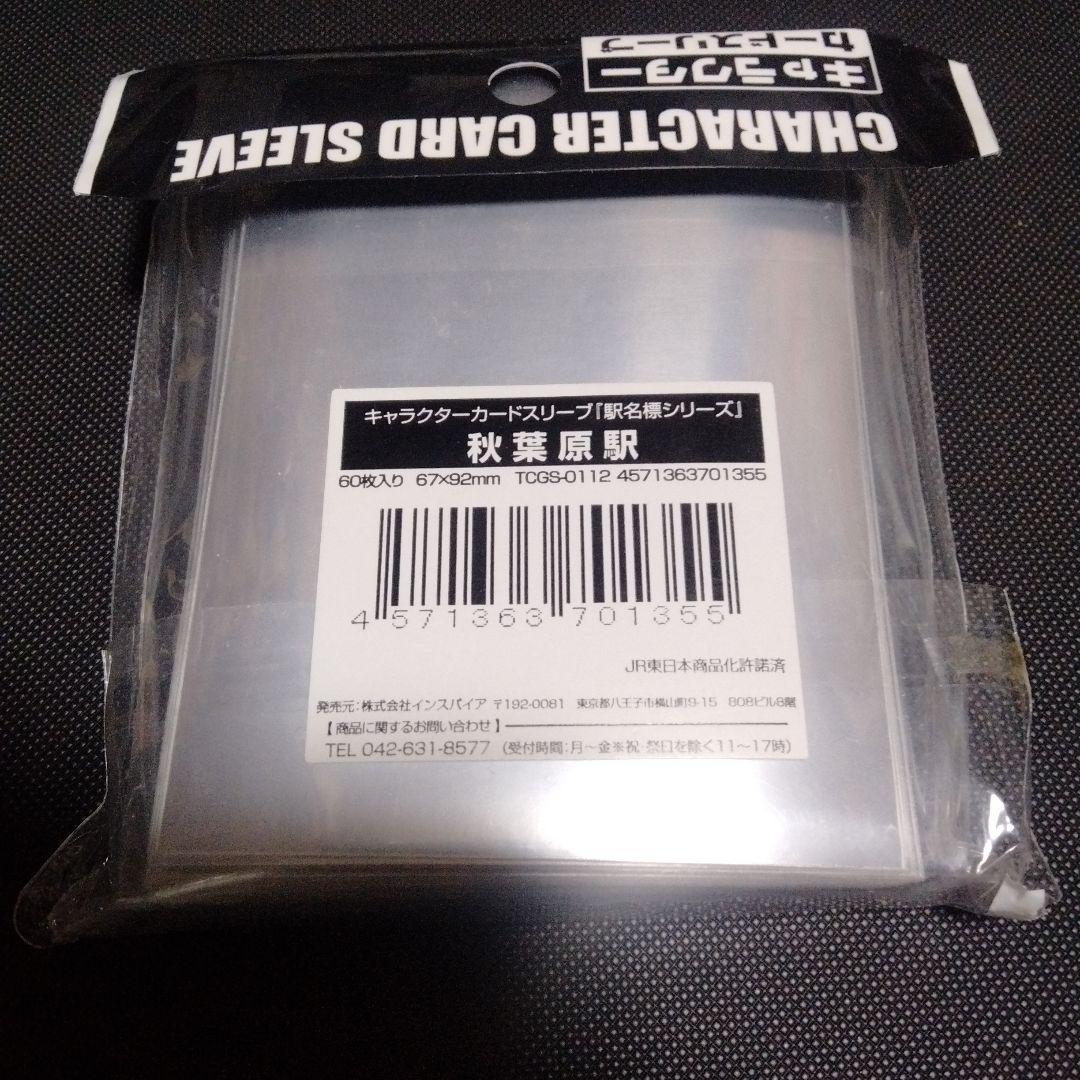 キャラクター
カードスリーブ
CHARACTER CARD SLEEVE
キャラクターカードスリーブ『駅名標シリーズ』
秋葉原駅
60枚入り 67×92mm TCGS-0112 4571363701355
4 571363 701355
JR東日本商品化許諾済
発売元:株式会社インスパイア 〒192-0081 東京都八王子市横山町9-15 808ビル8階
【商品に関するお問い合わせ】
TEL 042-631-8577 (受付時間:月～金※祝・祭日を除く11～17時)